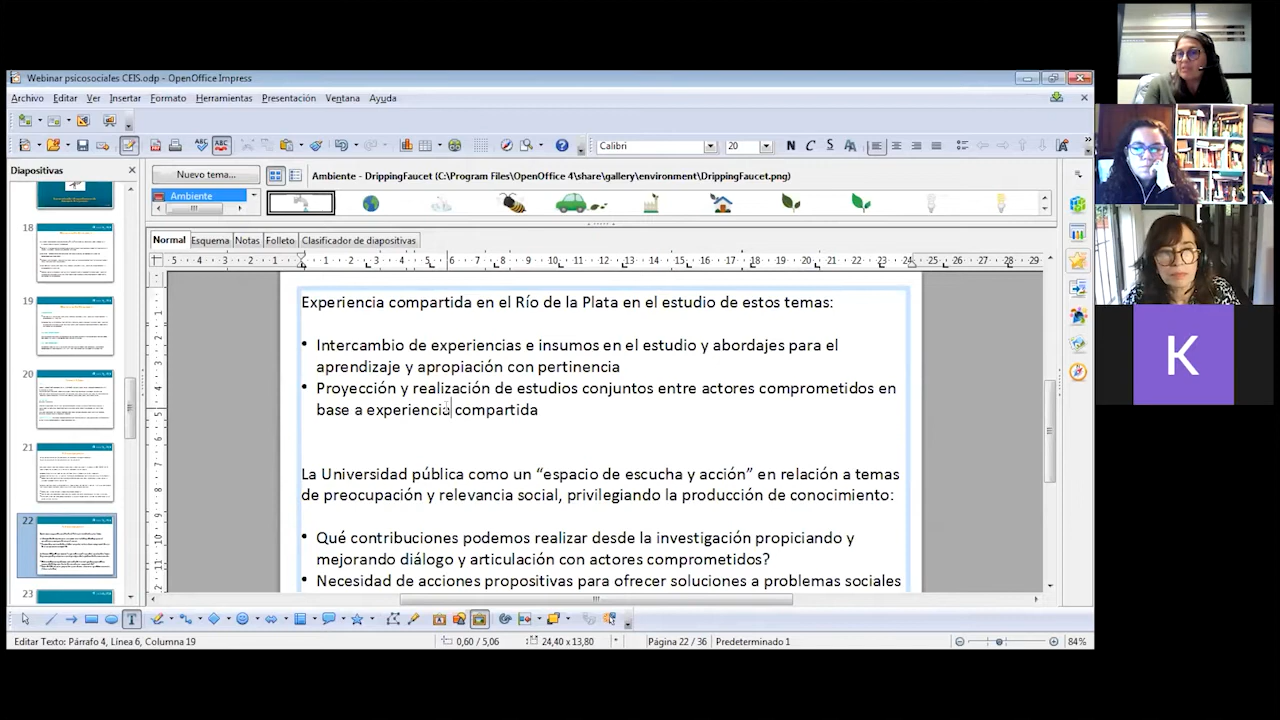 Webinar psicosociales CEIS.odp - OpenOffice Impress
Archivo Editar Ver Insertar Formato Herramientas Presentación Ventana Ayuda
Calibri 20 N C S A
Diapositivas
Nuevo tema...
Ambiente - DrippingFaucet (C:\Program Files\OpenOffice 4\share\gallery\environment\DrippingFaucet.png)
Ambiente
Normal Esquema Notas Folleto Clasificador de diapositivas
18
19
20
21
22
23
Experiencia compartida en el Río de la Plata en el estudio de estos temas:
• Intercambio de experiencias e insumos en el estudio y abordajes para el
aprendizaje y apropiación con pertinencia
• Proyección y realización de estudios conjuntos entre actores comprometidos en
base a experiencia
La universidad pública como un “espacio de escucha y acción en relación a temas
de preocupación y relevancia social, privilegiando la producción de conocimiento:
• Que contribuciones podemos realizar desde la investigación, procurando y
mejorando diálogo y articulación con actores comprometidos?
• Necesidad de acciones propositivas para ofrecer soluciones a problemas sociales
K
Editar Texto: Párrafo 4, Línea 6, Columna 19
0,60 / 5,06
24,40 x 13,80
*
Página 22 / 36
Predeterminado 1
84%